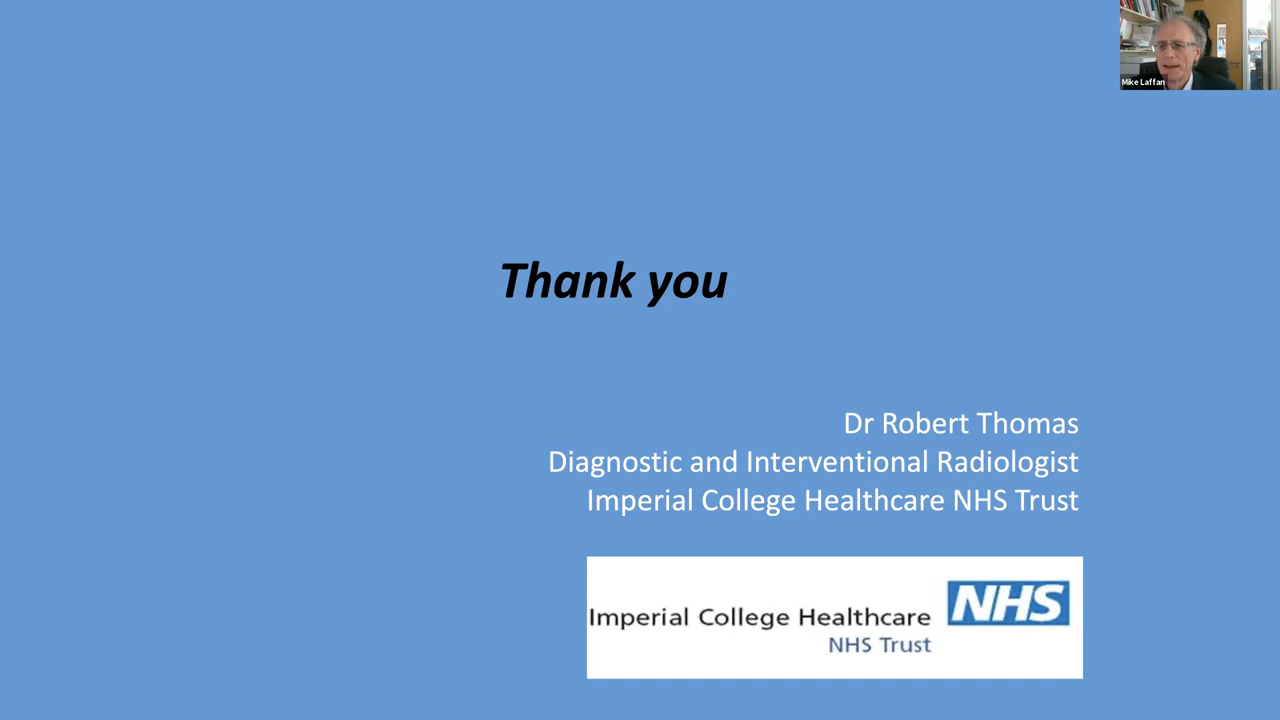 Mike Laffan
Thank you
Dr Robert Thomas
Diagnostic and Interventional Radiologist
Imperial College Healthcare NHS Trust
Imperial College Healthcare NHS
NHS Trust